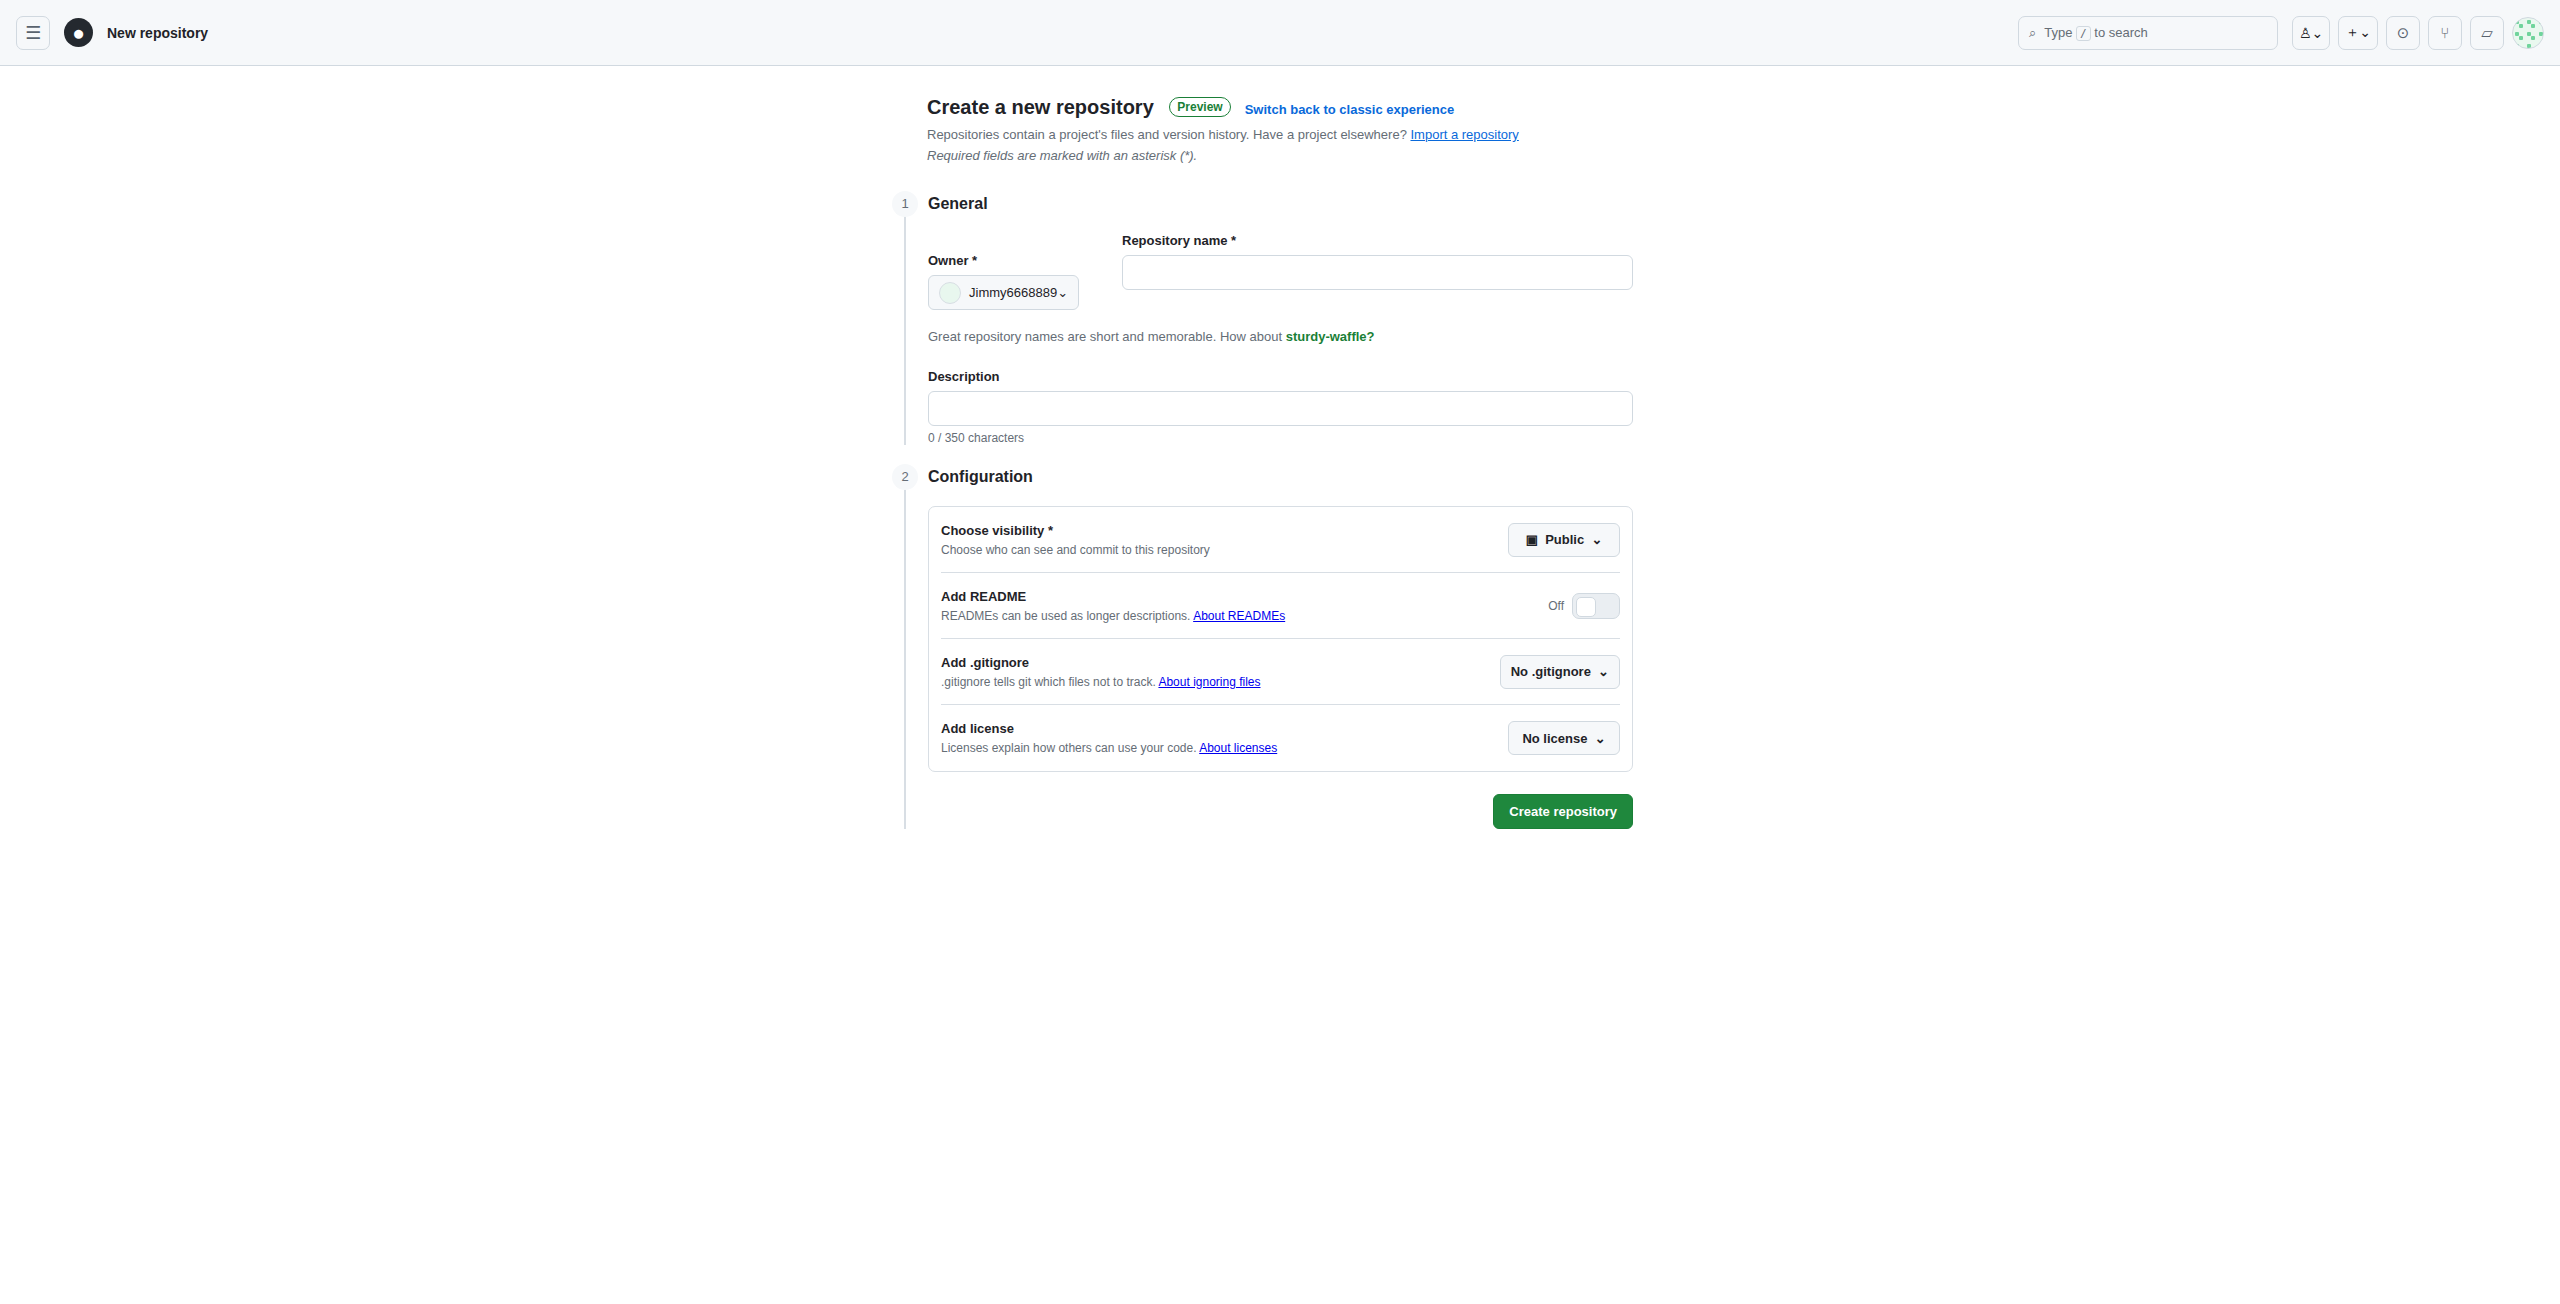 New repository
Type / to search
Create a new repository Preview Switch back to classic experience
Repositories contain a project's files and version history. Have a project elsewhere? Import a repository
Required fields are marked with an asterisk (*).
1 General
Owner *
Jimmy6668889
Repository name *
Great repository names are short and memorable. How about sturdy-waffle?
Description
0 / 350 characters
2 Configuration
Choose visibility *
Choose who can see and commit to this repository
Public
Add README
READMEs can be used as longer descriptions. About READMEs
Off
Add .gitignore
.gitignore tells git which files not to track. About ignoring files
No .gitignore
Add license
Licenses explain how others can use your code. About licenses
No license
Create repository